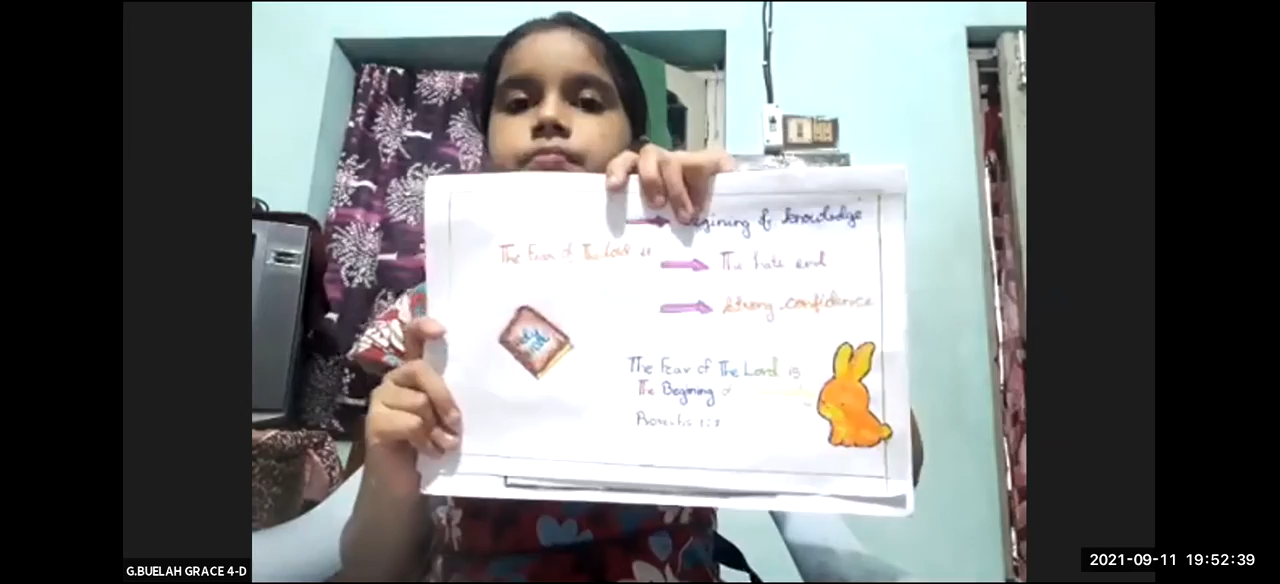 Begining of knowledge
The Fear of The Lord is
The hate evil
Strong confidence
Holy
The Fear of The Lord is
The Begining of
Proverbs 1:7
G.BUELAH GRACE 4-D
2021-09-11 19:52:39